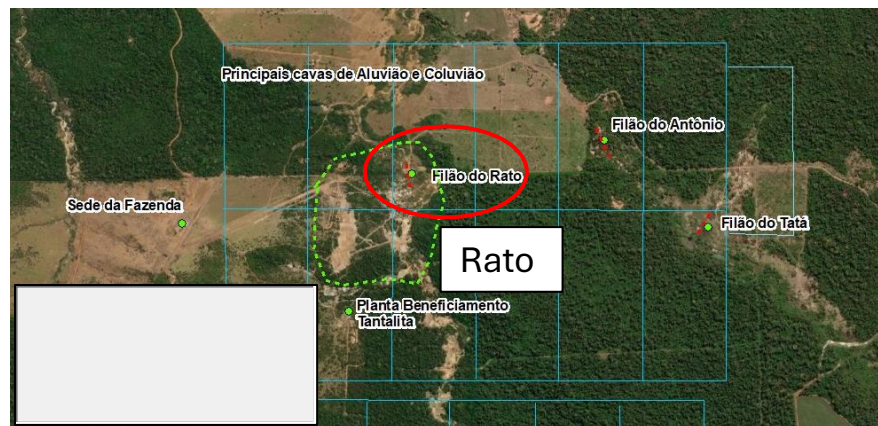 Principais cavas de Aluvião e Coluvião
Filão do Antônio
Filão do Rato
Sede da Fazenda
Filão do Tatá
Rato
Planta Beneficiamento
Tantalita